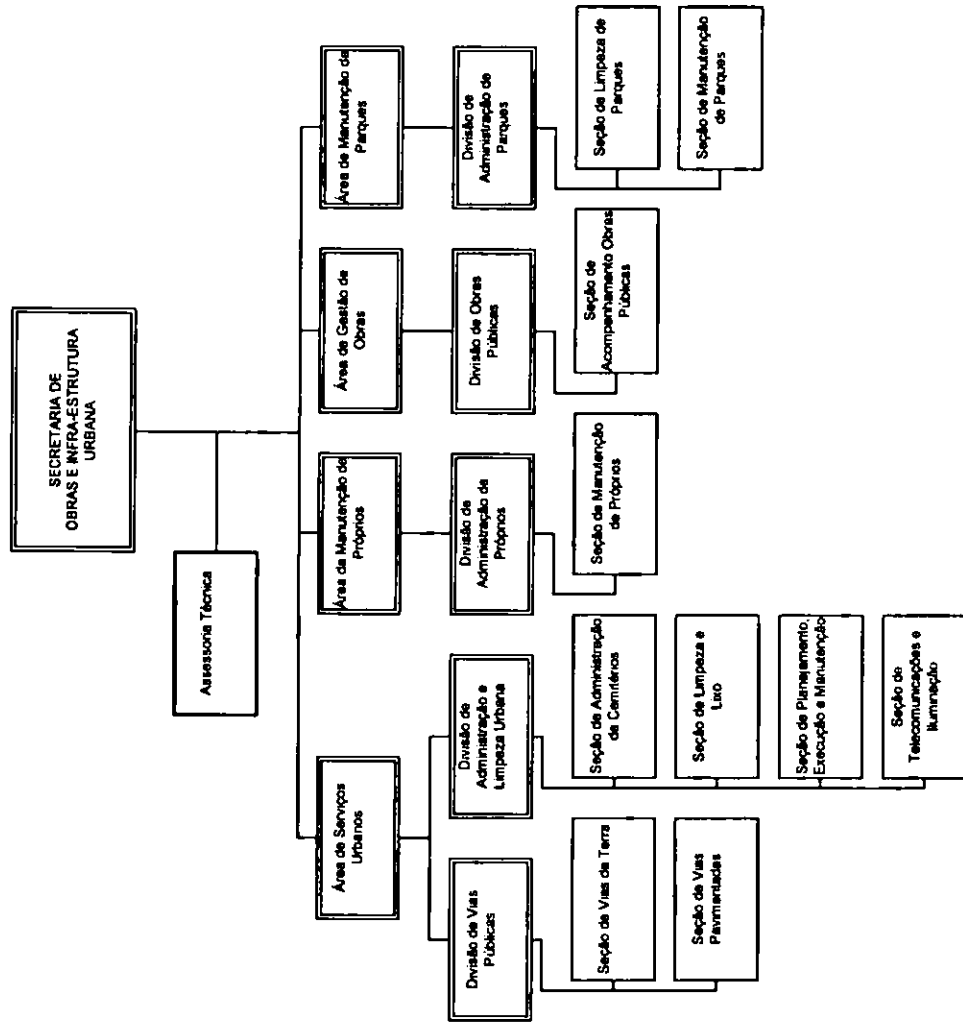 SECRETARIA DE
OBRAS E INFRA-ESTRUTURA
URBANA
Assessoria Técnica
Área de Serviços
Urbanos
Área de Manutenção de
Próprios
Área de Gestão de
Obras
Área de Manutenção de
Parques
Divisão de Vias
Públicas
Divisão de
Administração e
Limpeza Urbana
Divisão de
Administração de
Próprios
Divisão de Obras
Públicas
Divisão de
Administração de
Parques
Seção de Vias de Terra
Seção de Vias
Pavimentadas
Seção de Administração
de Cemitérios
Seção de Limpeza e
Lixo
Seção de Planejamento,
Execução e Manutenção
Seção de
Telecomunicações e
Iluminação
Seção de Manutenção
de Próprios
Seção de
Acompanhamento Obras
Públicas
Seção de Limpeza de
Parques
Seção de Manutenção
de Parques